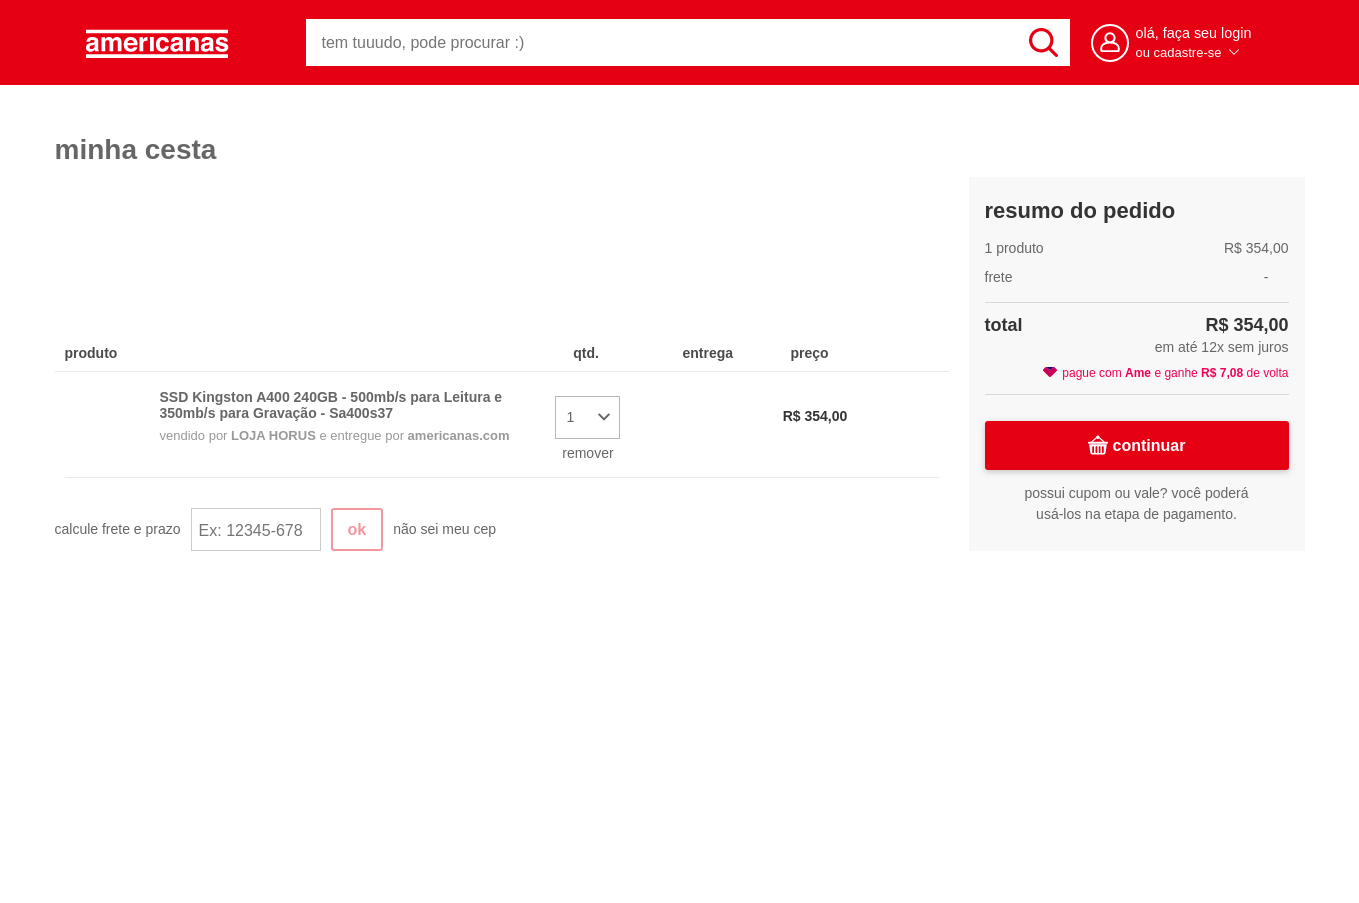 americanas
tem tuuudo, pode procurar :)
olá, faça seu login
ou cadastre-se
minha cesta
produto
qtd.
entrega
preço
SSD Kingston A400 240GB - 500mb/s para Leitura e
350mb/s para Gravação - Sa400s37
vendido por LOJA HORUS e entregue por americanas.com
1
remover
R$ 354,00
calcule frete e prazo
Ex: 12345-678
ok
não sei meu cep
resumo do pedido
1 produto R$ 354,00
frete -
total R$ 354,00
em até 12x sem juros
pague com Ame e ganhe R$ 7,08 de volta
continuar
possui cupom ou vale? você poderá
usá-los na etapa de pagamento.